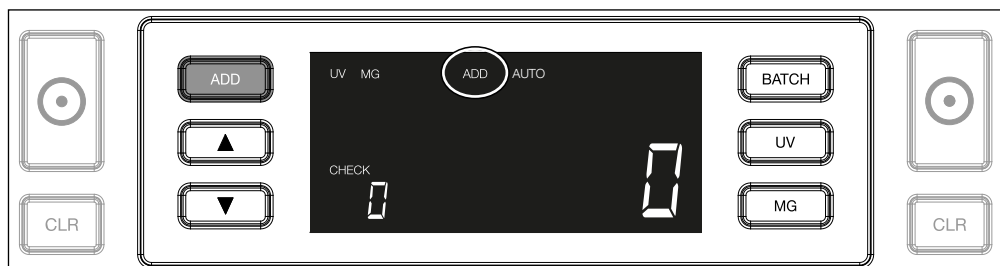 ADD
UV MG ADD AUTO
BATCH
▲
UV
CHECK
0 0
▼
MG
CLR
CLR